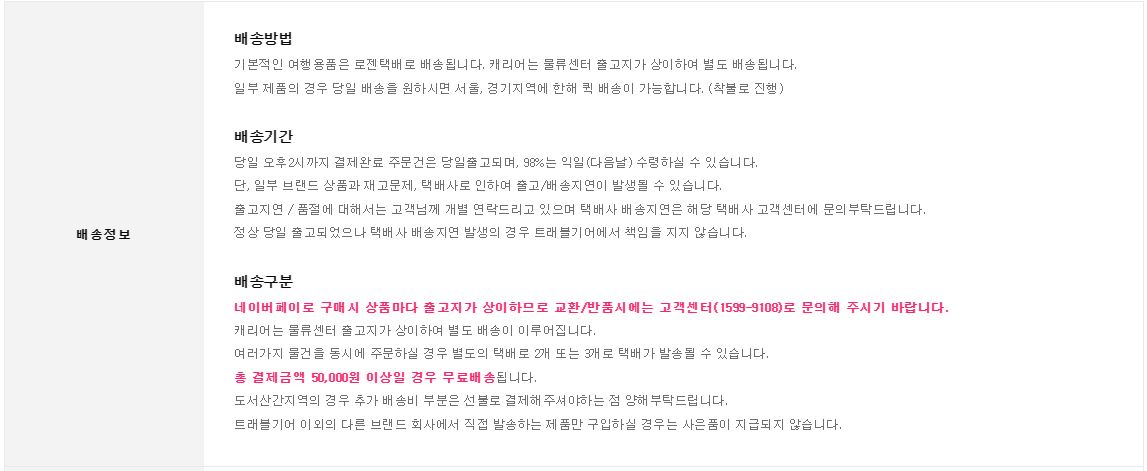 배송방법
기본적인 여행용품은 로젠택배로 배송됩니다. 캐리어는 물류센터 출고지가 상이하여 별도 배송됩니다.
일부 제품의 경우 당일 배송을 원하시면 서울, 경기지역에 한해 퀵 배송이 가능합니다. (착불로 진행)
배송기간
당일 오후2시까지 결제완료 주문건은 당일출고되며, 98%는 익일(다음날) 수령하실 수 있습니다.
단, 일부 브랜드 상품과 재고문제, 택배사로 인하여 출고/배송지연이 발생될 수 있습니다.
출고지연 / 품절에 대해서는 고객님께 개별 연락드리고 있으며 택배사 배송지연은 해당 택배사 고객센터에 문의부탁드립니다.
배송정보
정상 당일 출고되었으나 택배사 배송지연 발생의 경우 트래블기어에서 책임을 지지 않습니다.
배송구분
네이버페이로 구매시 상품마다 출고지가 상이하므로 교환/반품시에는 고객센터(1599-9108)로 문의해 주시기 바랍니다.
캐리어는 물류센터 출고지가 상이하여 별도 배송이 이루어집니다.
여러가지 물건을 동시에 주문하실 경우 별도의 택배로 2개 또는 3개로 택배가 발송될 수 있습니다.
총 결제금액 50,000원 이상일 경우 무료배송됩니다.
도서산간지역의 경우 추가 배송비 부분은 선불로 결제해주셔야하는 점 양해부탁드립니다.
트래블기어 이외의 다른 브랜드 회사에서 직접 발송하는 제품만 구입하실 경우는 사은품이 지급되지 않습니다.